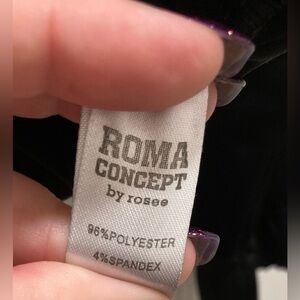 ROMA
CONCEPT
by rosee
96%POLYESTER
4%SPANDEX